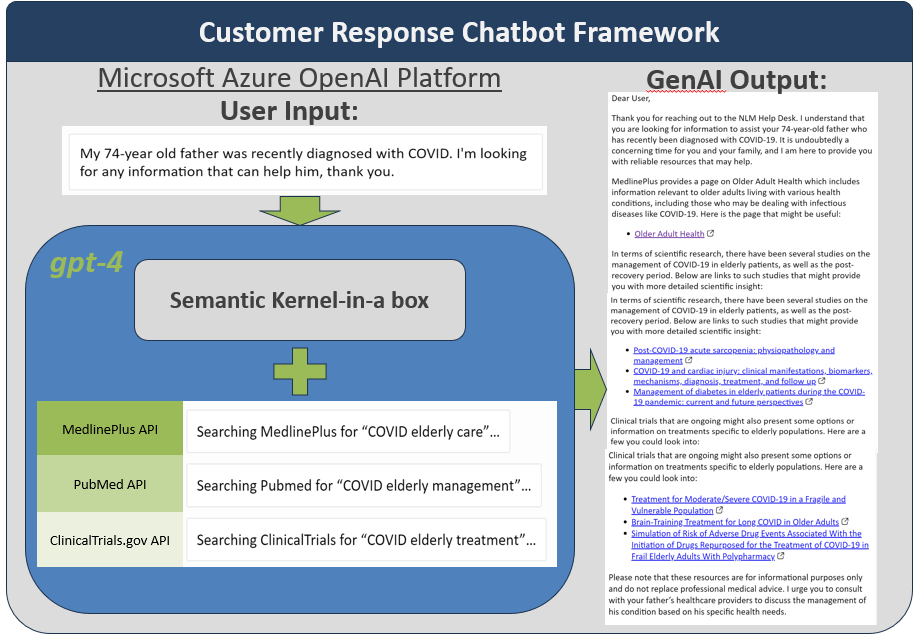 Customer Response Chatbot Framework
Microsoft Azure OpenAI Platform
User Input:
My 74-year old father was recently diagnosed with COVID. I'm looking
for any information that can help him, thank you.
gpt-4
Semantic Kernel-in-a box
MedlinePlus API
Searching MedlinePlus for “COVID elderly care”…
PubMed API
Searching Pubmed for “COVID elderly management”…
ClinicalTrials.gov API
Searching ClinicalTrials for “COVID elderly treatment”…
GenAI Output:
Dear User,
Thank you for reaching out to the NLM Help Desk. I understand that
you are looking for information to assist your 74-year-old father who
has recently been diagnosed with COVID-19. It is undoubtedly a
concerning time for you and your family, and I am here to provide you
with reliable resources that may help.
MedlinePlus provides a page on Older Adult Health which includes
information relevant to older adults living with various health
conditions, including those who may be dealing with infectious
diseases like COVID-19. Here is the page that might be useful:
• Older Adult Health
In terms of scientific research, there have been several studies on the
management of COVID-19 in elderly patients, as well as the post-
recovery period. Below are links to such studies that might provide
you with more detailed scientific insight:
In terms of scientific research, there have been several studies on the
management of COVID-19 in elderly patients, as well as the post-
recovery period. Below are links to such studies that might provide
you with more detailed scientific insight:
• Post-COVID-19 acute sarcopenia: physiopathology and
management
• COVID-19 and cardiac injury: clinical manifestations, biomarkers,
mechanisms, diagnosis, treatment, and follow up
• Management of diabetes in elderly patients during the COVID-
19 pandemic: current and future perspectives
Clinical trials that are ongoing might also present some options or
information on treatments specific to elderly populations. Here are a
few you could look into:
Clinical trials that are ongoing might also present some options or
information on treatments specific to elderly populations. Here are a
few you could look into:
• Treatment for Moderate/Severe COVID-19 in a Fragile and
Vulnerable Population
• Brain-Training Treatment for Long COVID in Older Adults
• Simulation of Risk of Adverse Drug Events Associated With the
Initiation of Drugs Repurposed for the Treatment of COVID-19 in
Frail Elderly Adults With Polypharmacy
Please note that these resources are for informational purposes only
and do not replace professional medical advice. I urge you to consult
with your father's healthcare providers to discuss the management of
his condition based on his specific health needs.